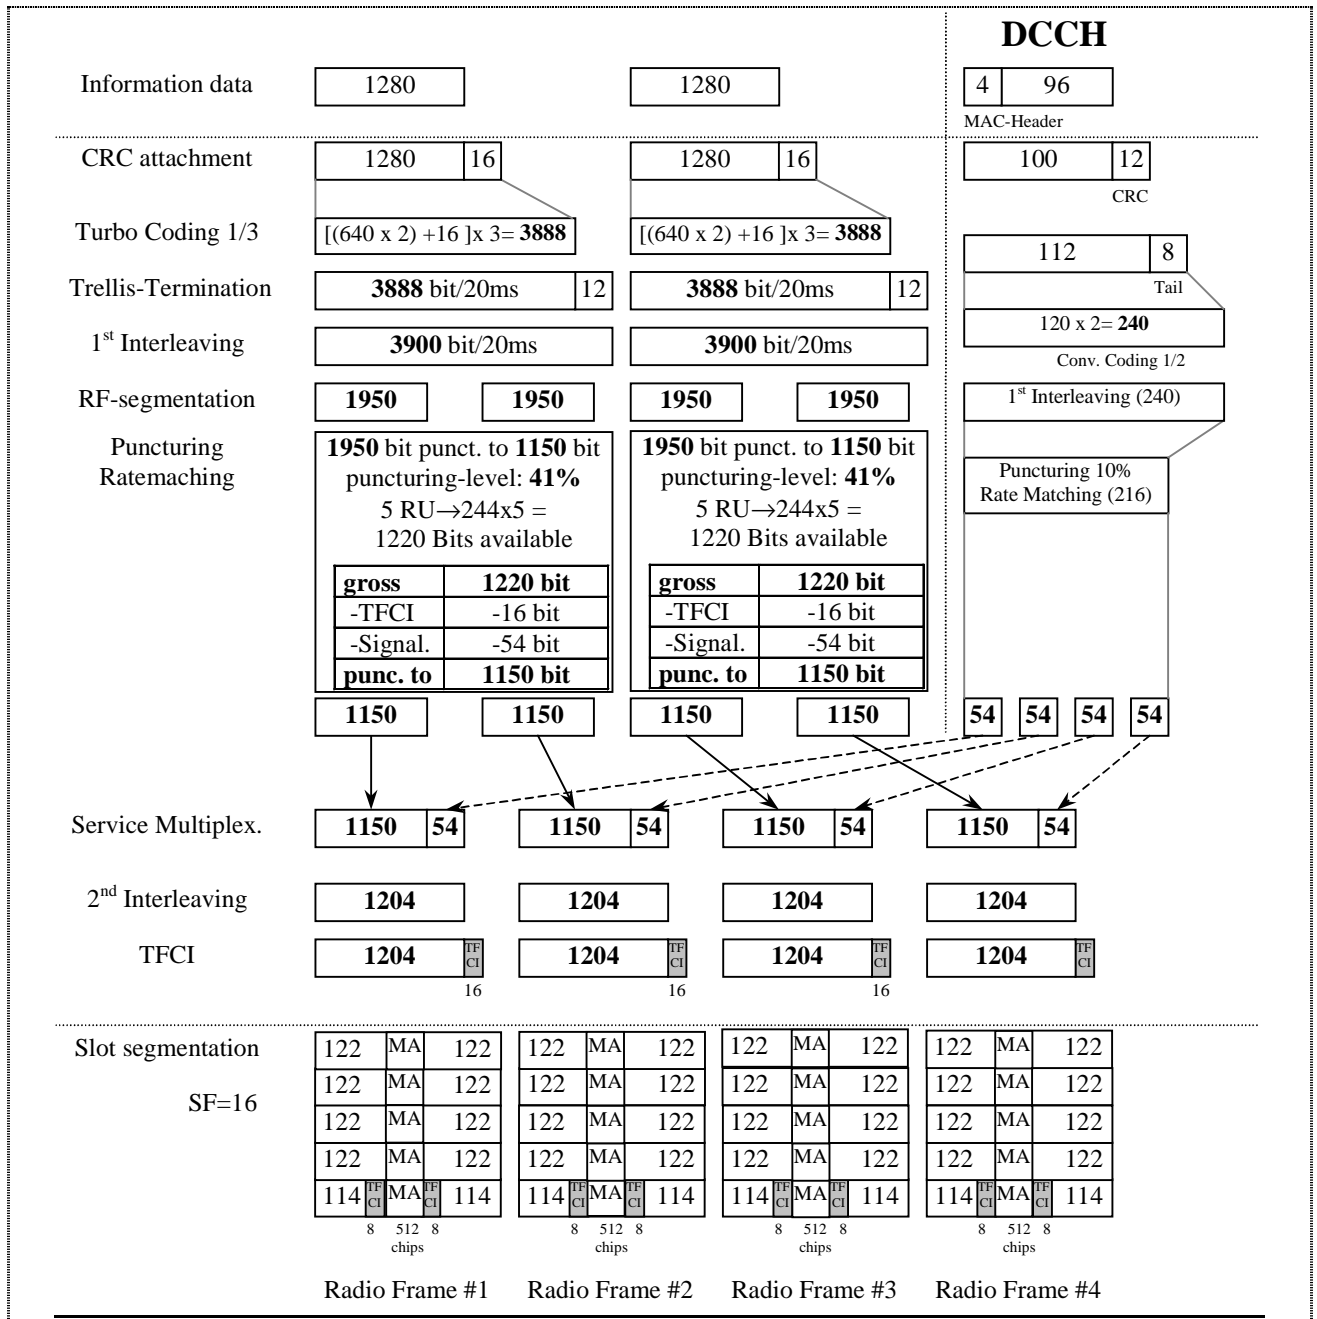 DCCH
Information data 1280 1280 4 96
MAC-Header
CRC attachment 1280 16 1280 16 100 12
CRC
Turbo Coding 1/3 [(640 x 2) +16 ]x 3= 3888 [(640 x 2) +16 ]x 3= 3888
112 8
Tail
Trellis-Termination 3888 bit/20ms 12 3888 bit/20ms 12
120 x 2= 240
1st Interleaving 3900 bit/20ms 3900 bit/20ms
Conv. Coding 1/2
RF-segmentation 1950 1950 1950 1950 1st Interleaving (240)
Puncturing 1950 bit punct. to 1150 bit 1950 bit punct. to 1150 bit
Ratemaching puncturing-level: 41% puncturing-level: 41% Puncturing 10%
Rate Matching (216)
5 RU→244x5 = 5 RU→244x5 =
1220 Bits available 1220 Bits available
gross 1220 bit gross 1220 bit
-TFCI -16 bit -TFCI -16 bit
-Signal. -54 bit -Signal. -54 bit
punc. to 1150 bit punc. to 1150 bit
1150 1150 1150 1150 54 54 54 54
Service Multiplex. 1150 54 1150 54 1150 54 1150 54
2nd Interleaving 1204 1204 1204 1204
TFCI 1204 TF CI 1204 TF CI 1204 TF CI 1204 TF CI
16 16 16
Slot segmentation 122 MA 122 122 MA 122 122 MA 122 122 MA 122
SF=16 122 MA 122 122 MA 122 122 MA 122 122 MA 122
122 MA 122 122 MA 122 122 MA 122 122 MA 122
122 MA 122 122 MA 122 122 MA 122 122 MA 122
114 TF CI MA TF CI 114 114 TF CI MA TF CI 114 114 TF CI MA TF CI 114 114 TF CI MA TF CI 114
8 512 8 8 512 8 8 512 8 8 512 8
chips chips chips chips
Radio Frame #1 Radio Frame #2 Radio Frame #3 Radio Frame #4